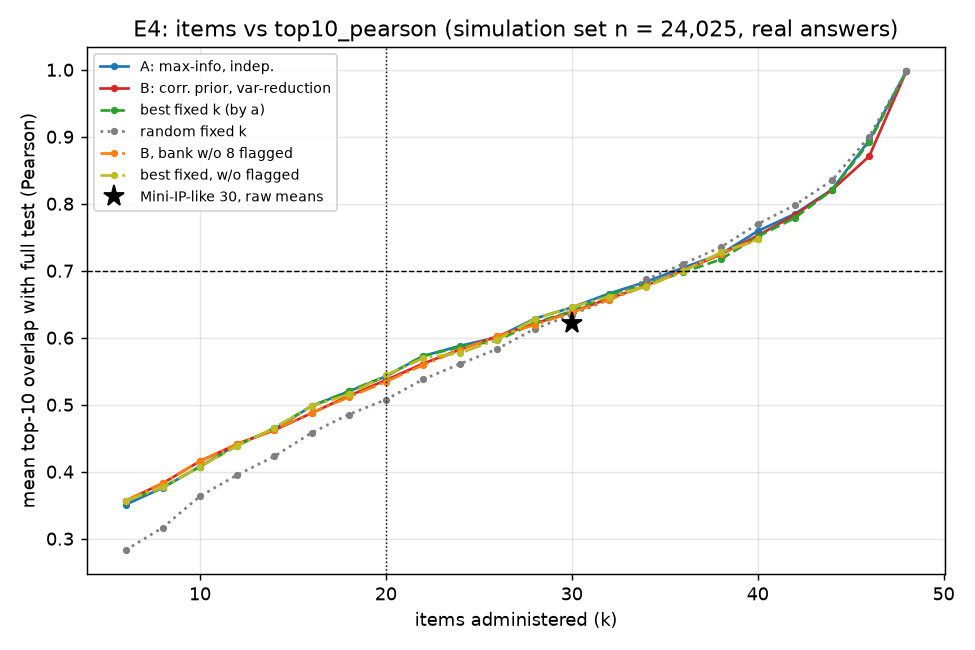 E4: items vs top10_pearson (simulation set n = 24,025, real answers)
A: max-info, indep.
B: corr. prior, var-reduction
best fixed k (by a)
random fixed k
B, bank w/o 8 flagged
best fixed, w/o flagged
Mini-IP-like 30, raw means
mean top-10 overlap with full test (Pearson)
1.0
0.9
0.8
0.7
0.6
0.5
0.4
0.3
10 20 30 40 50
items administered (k)